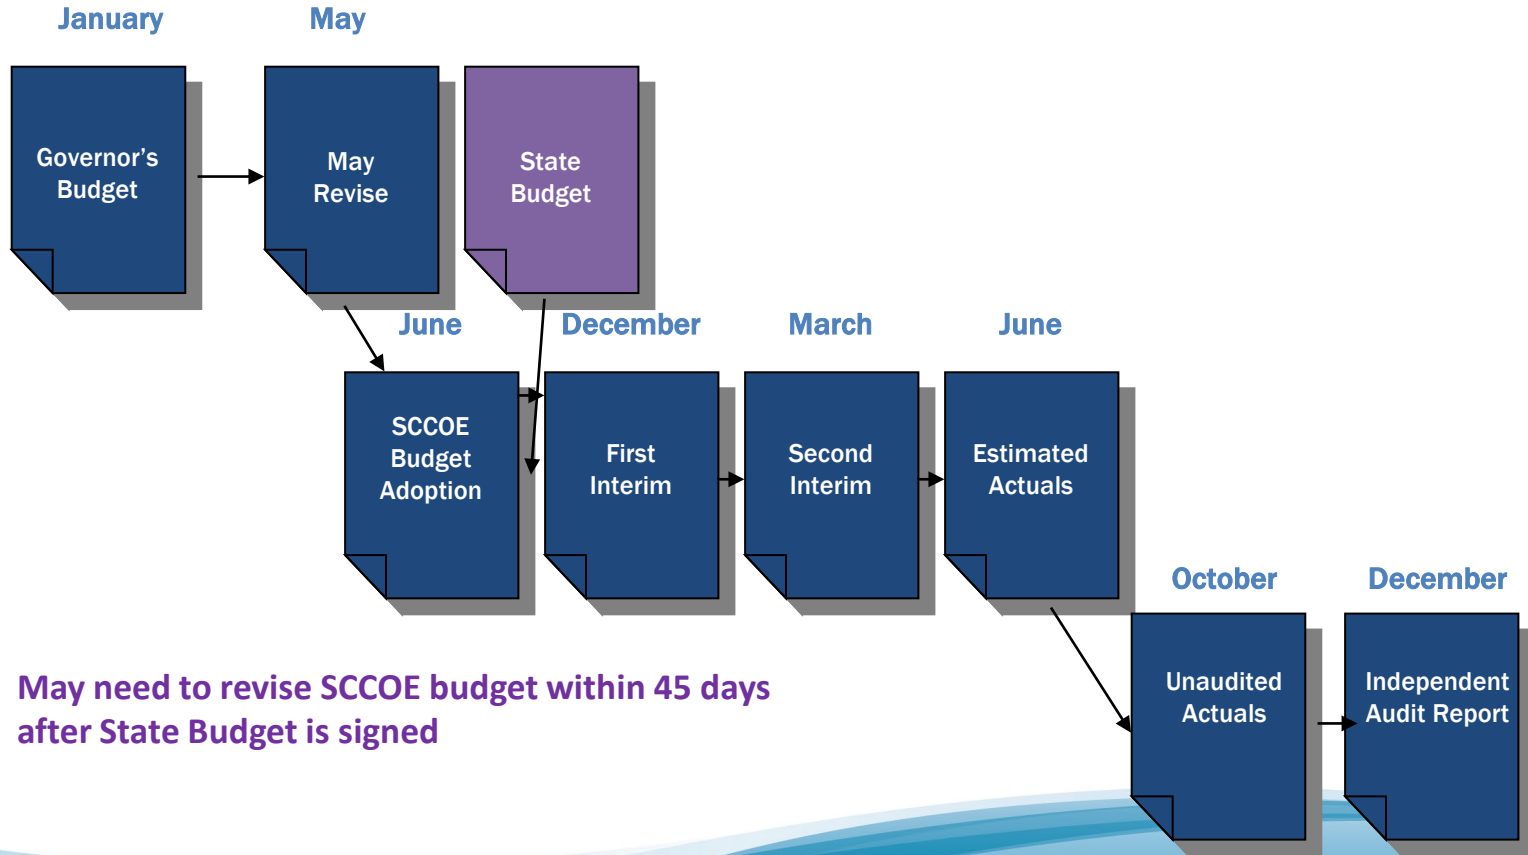 January
May
Governor’s
Budget
May
Revise
State
Budget
June
December
March
June
SCCOE
Budget
Adoption
First
Interim
Second
Interim
Estimated
Actuals
October
December
Unaudited
Actuals
Independent
Audit Report
May need to revise SCCOE budget within 45 days
after State Budget is signed